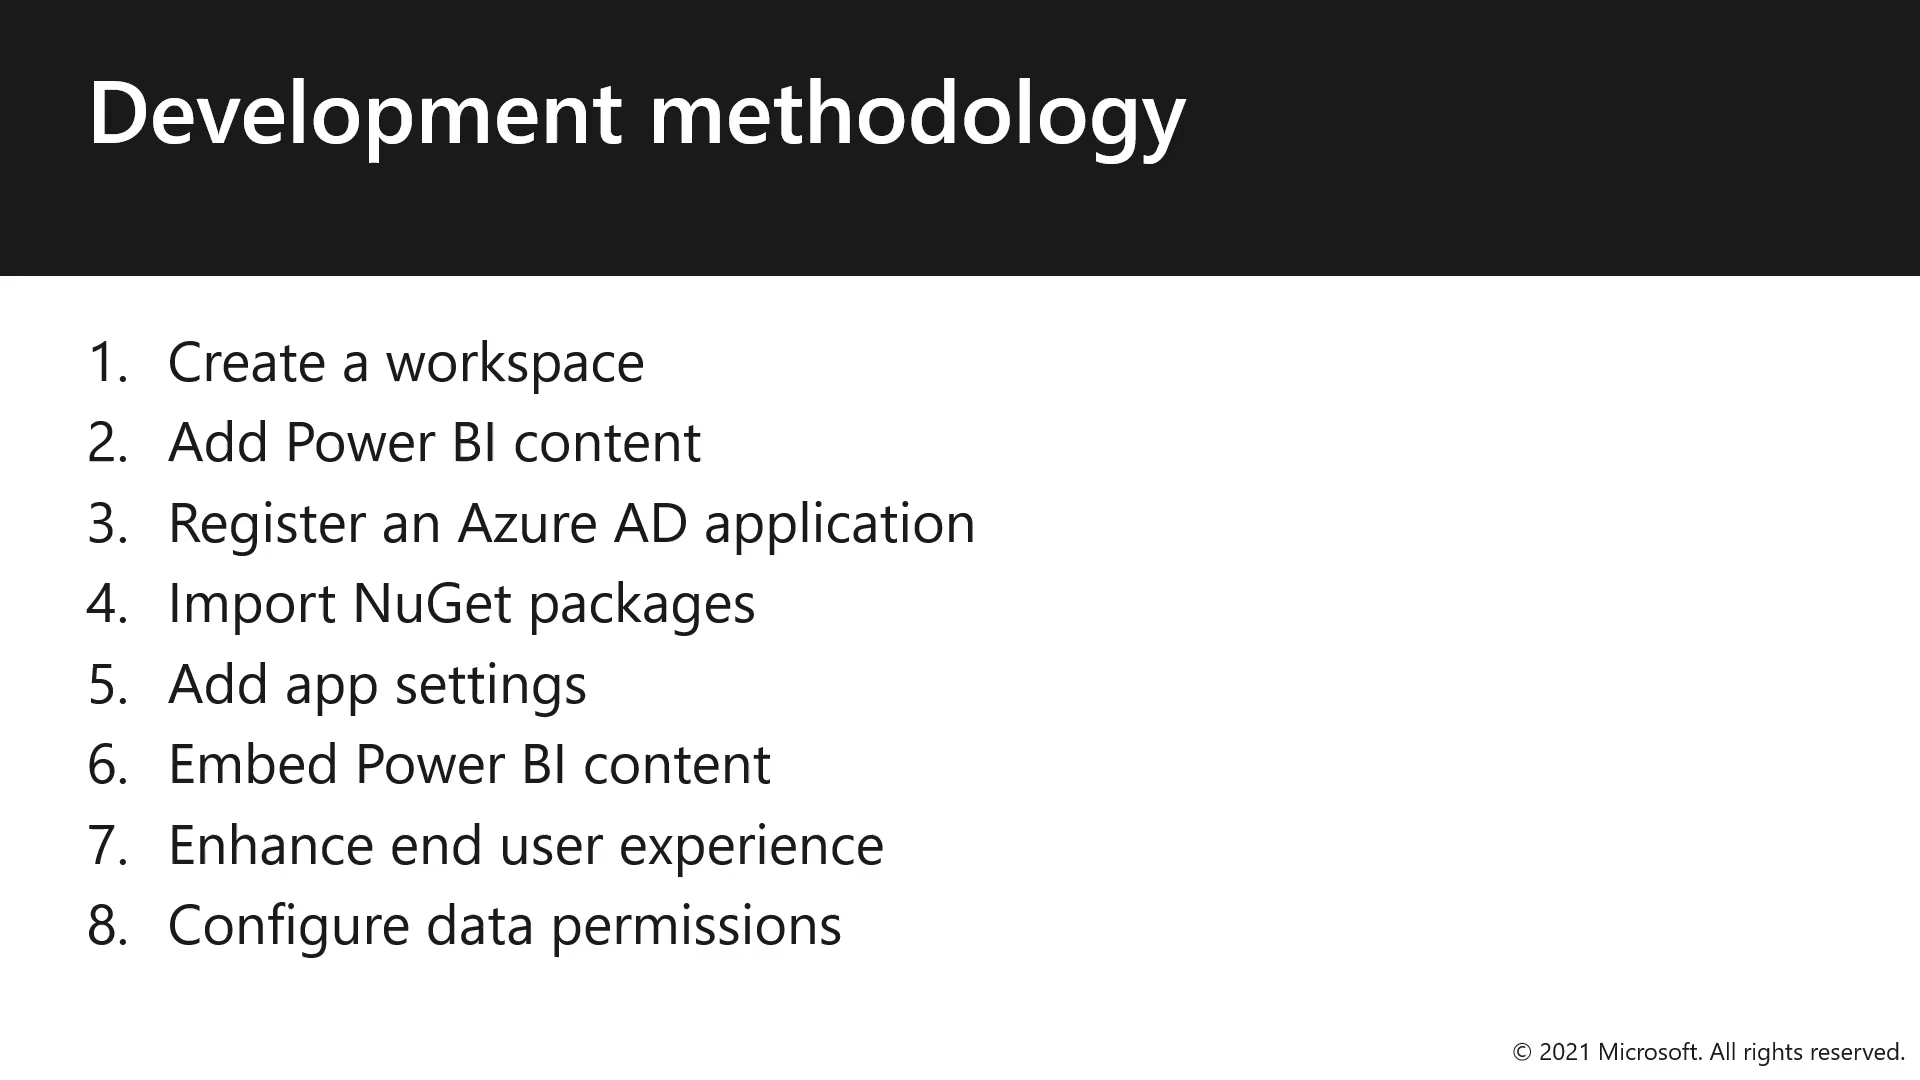 Development methodology
1. Create a workspace
2. Add Power BI content
3. Register an Azure AD application
4. Import NuGet packages
5. Add app settings
6. Embed Power BI content
7. Enhance end user experience
8. Configure data permissions
© 2021 Microsoft. All rights reserved.